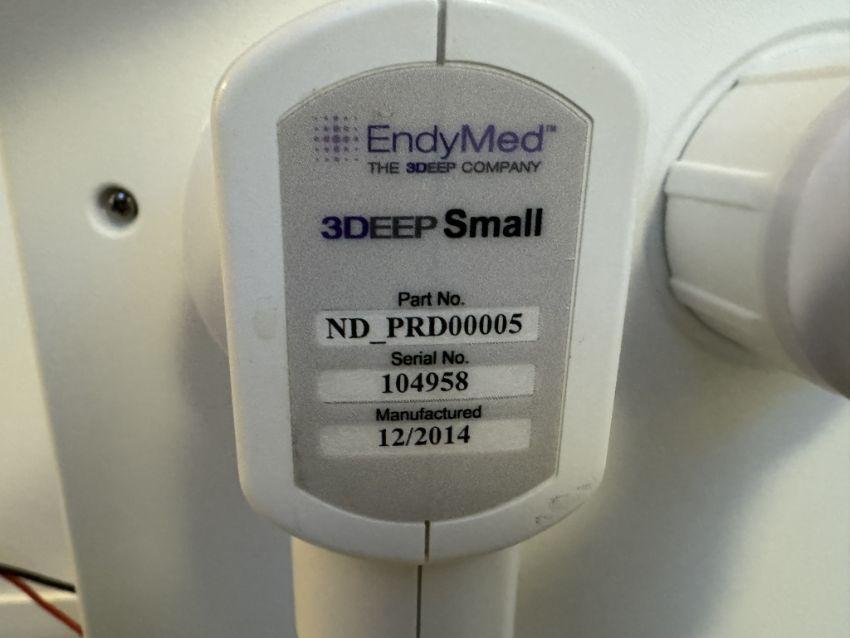 EndyMed™
THE 3DEEP COMPANY
3DEEP Small
Part No.
ND_PRD00005
Serial No.
104958
Manufactured
12/2014